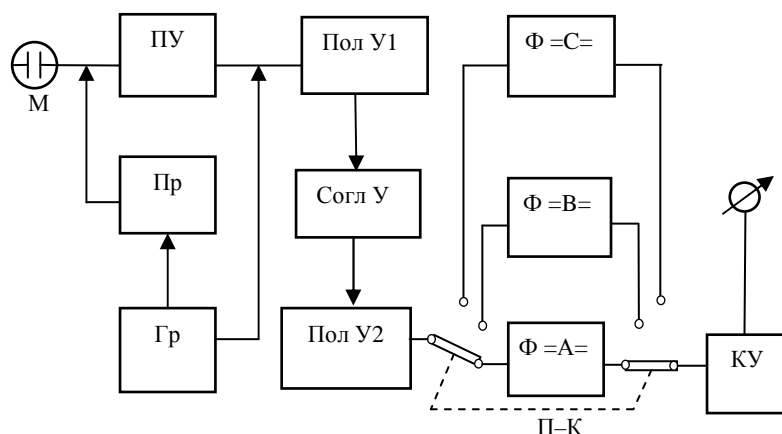 ПУ
Пол У1
Ф =С=
М
Пр
Согл У
Ф =В=
Гр
Пол У2
Ф =А=
КУ
П–К